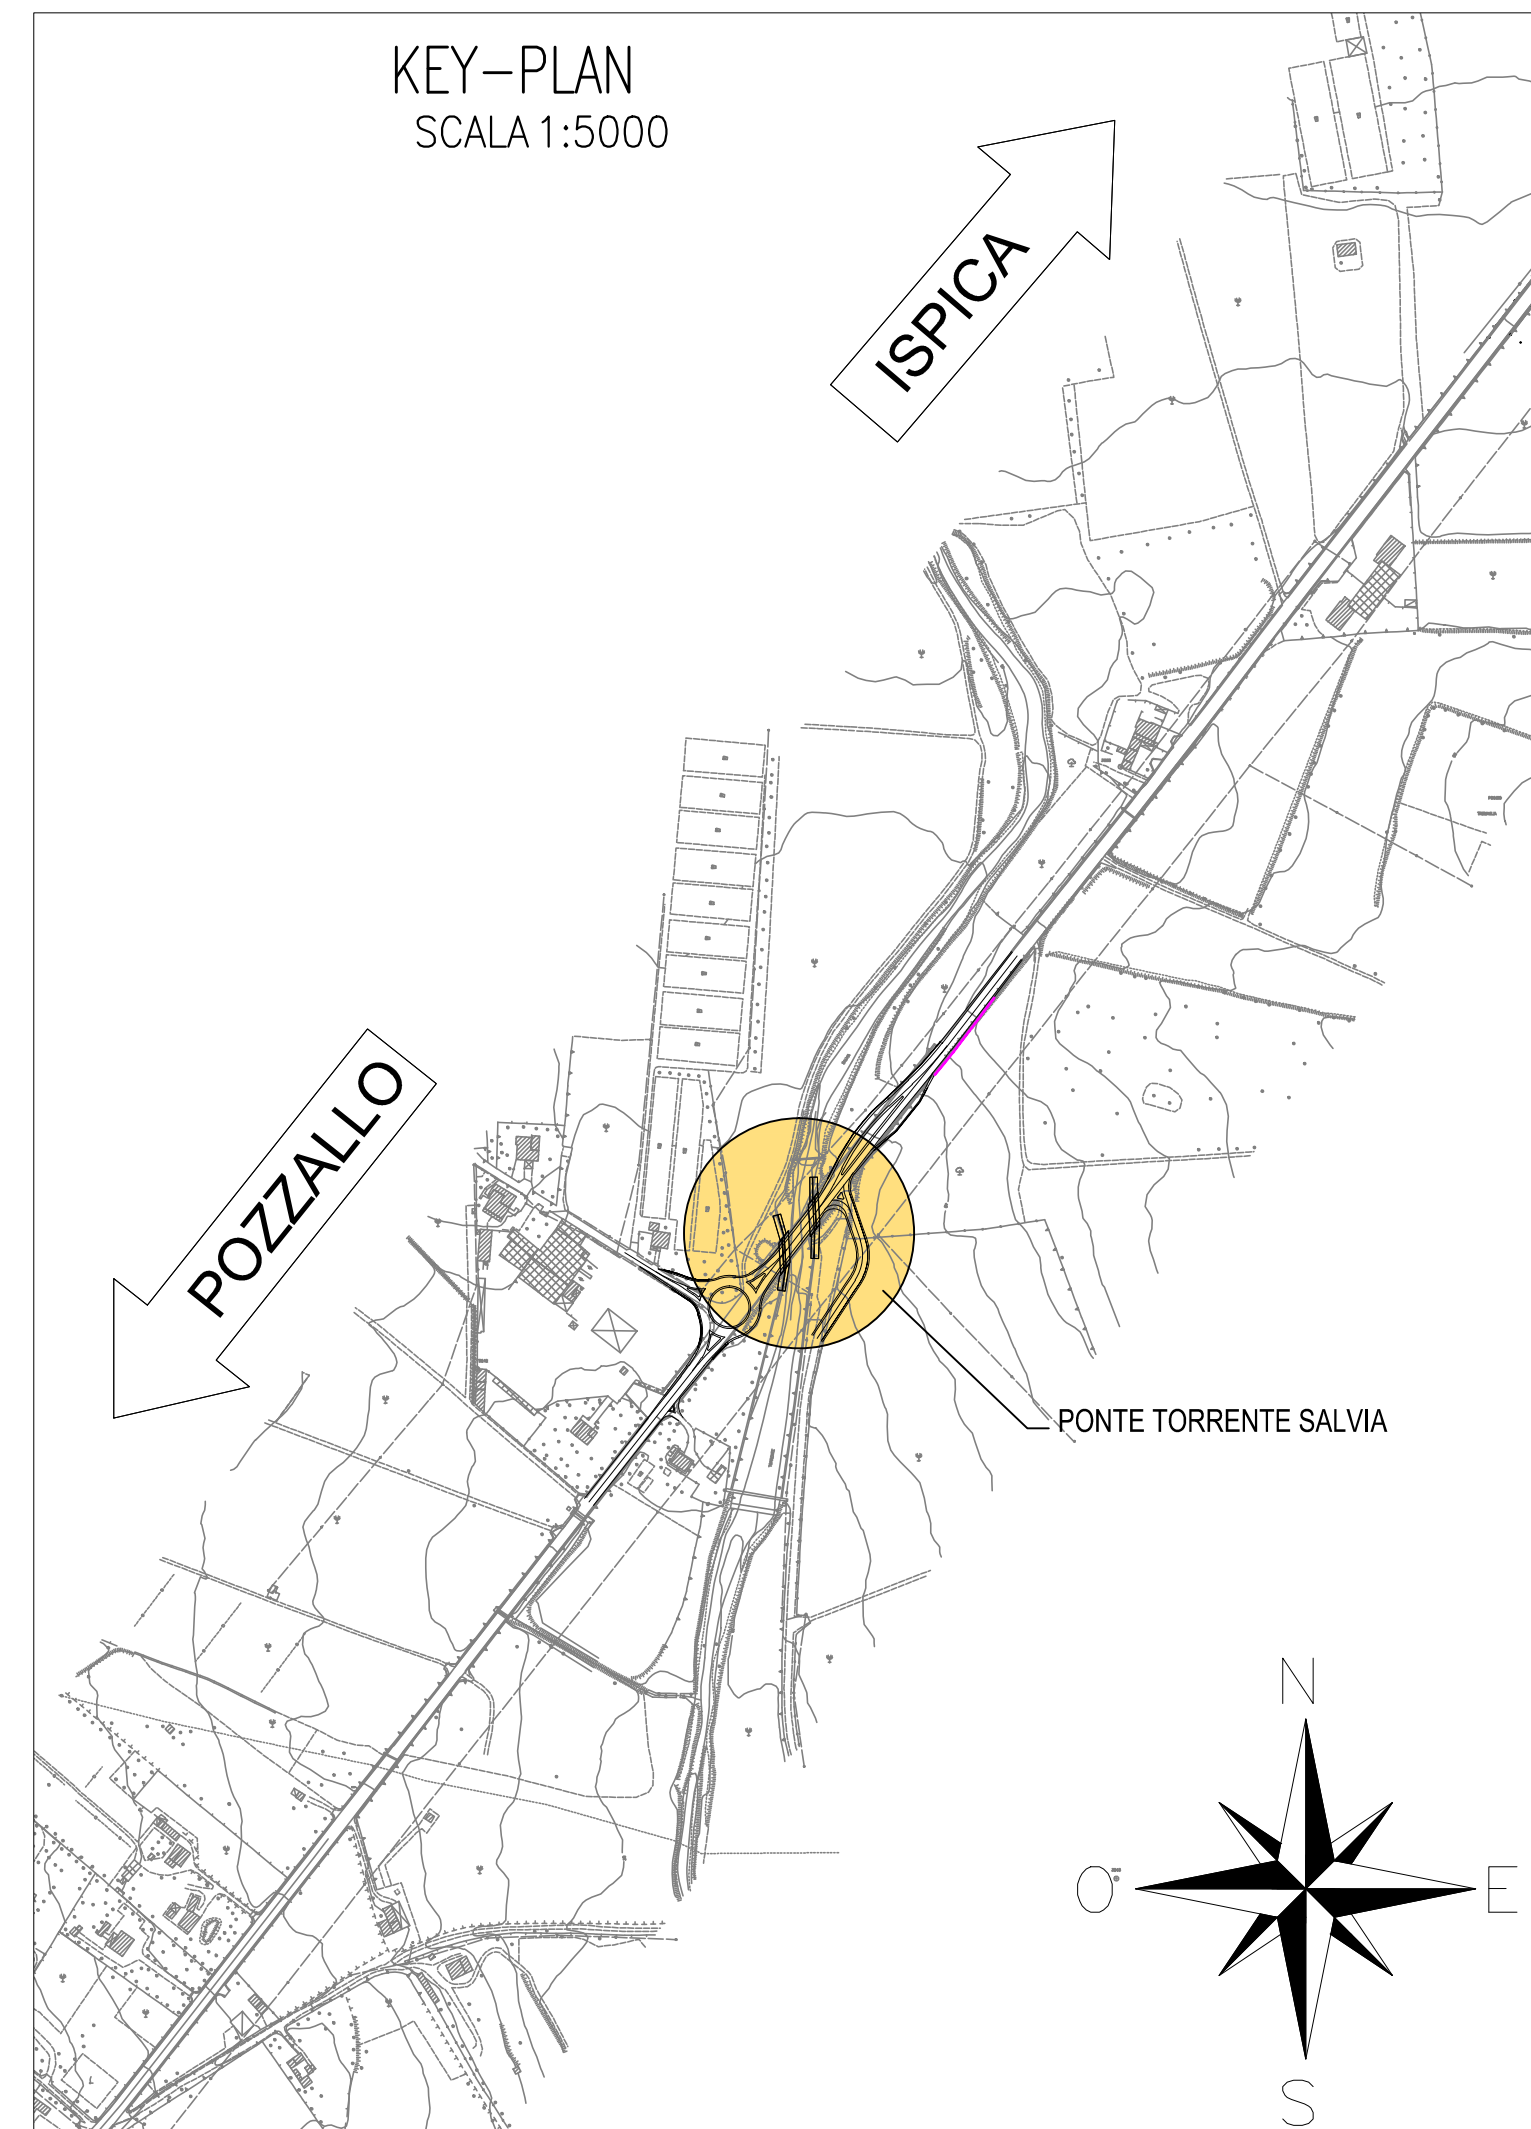 KEY-PLAN
SCALA 1:5000
ISPICA
POZZALLO
PONTE TORRENTE SALVIA
N
O
E
S